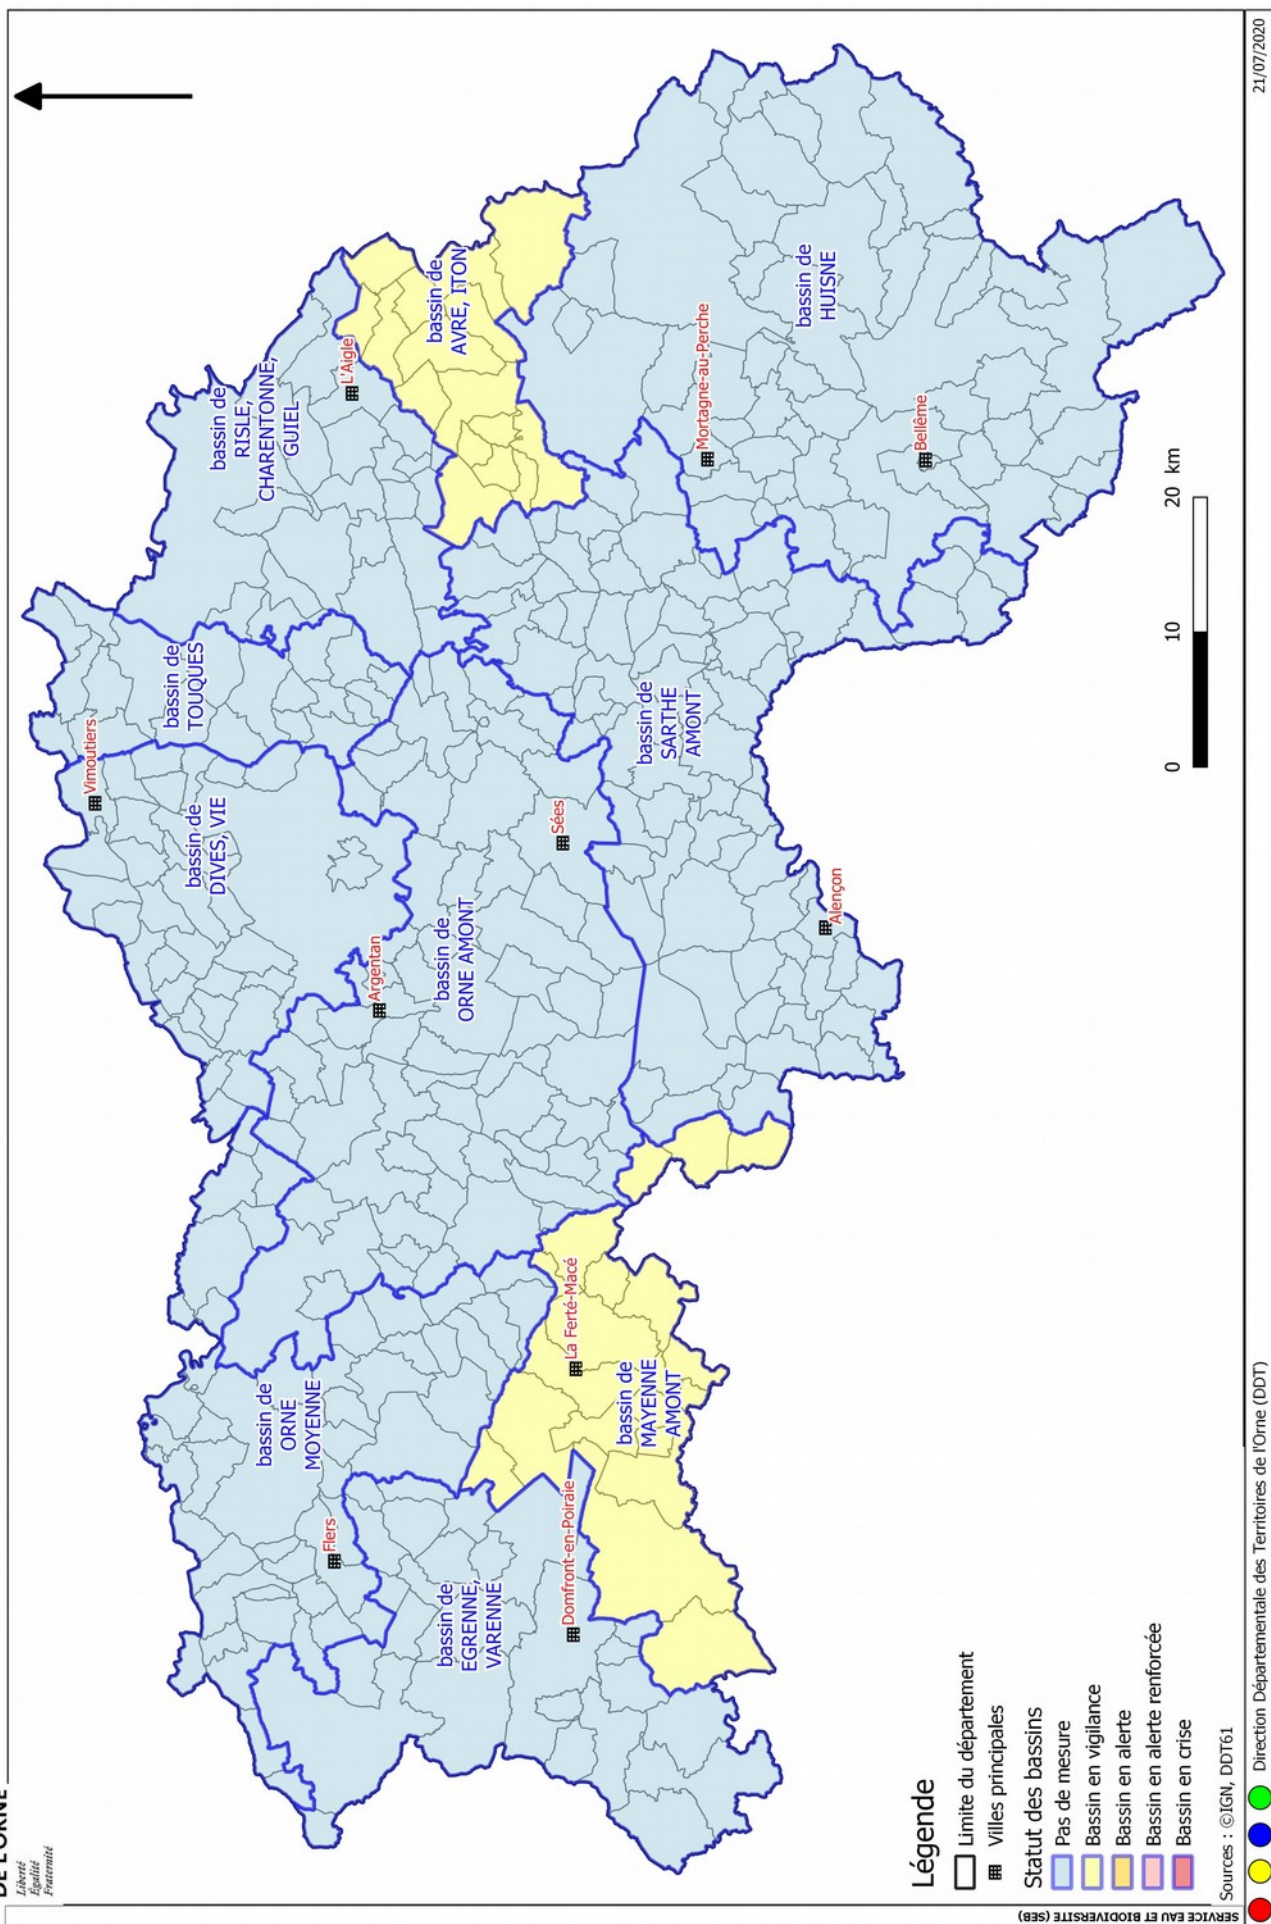 DE L'ORNE
Liberté
Égalité
Fraternité
bassin de
RISLE,
CHARENTONNE,
GUIEL
L'Aigle
bassin de
AVRE, ITON
bassin de
TOUQUES
Vimoutiers
bassin de
DIVES, VIE
Argentan
bassin de
ORNE AMONT
Sées
bassin de
SARTHE
AMONT
Alençon
Mortagne-au-Perche
bassin de
HUISNE
Bellême
bassin de
ORNE
MOYENNE
Flers
bassin de
EGRENNE,
VARENNE
Domfront-en-Poiraie
La Ferté-Macé
bassin de
MAYENNE
AMONT
0 10 20 km
Légende
Limite du département
Villes principales
Statut des bassins
Pas de mesure
Bassin en vigilance
Bassin en alerte
Bassin en alerte renforcée
Bassin en crise
Sources : ©IGN, DDT61
SERVICE EAU ET BIODIVERSITE (SEB)
Direction Départementale des Territoires de l'Orne (DDT)
21/07/2020